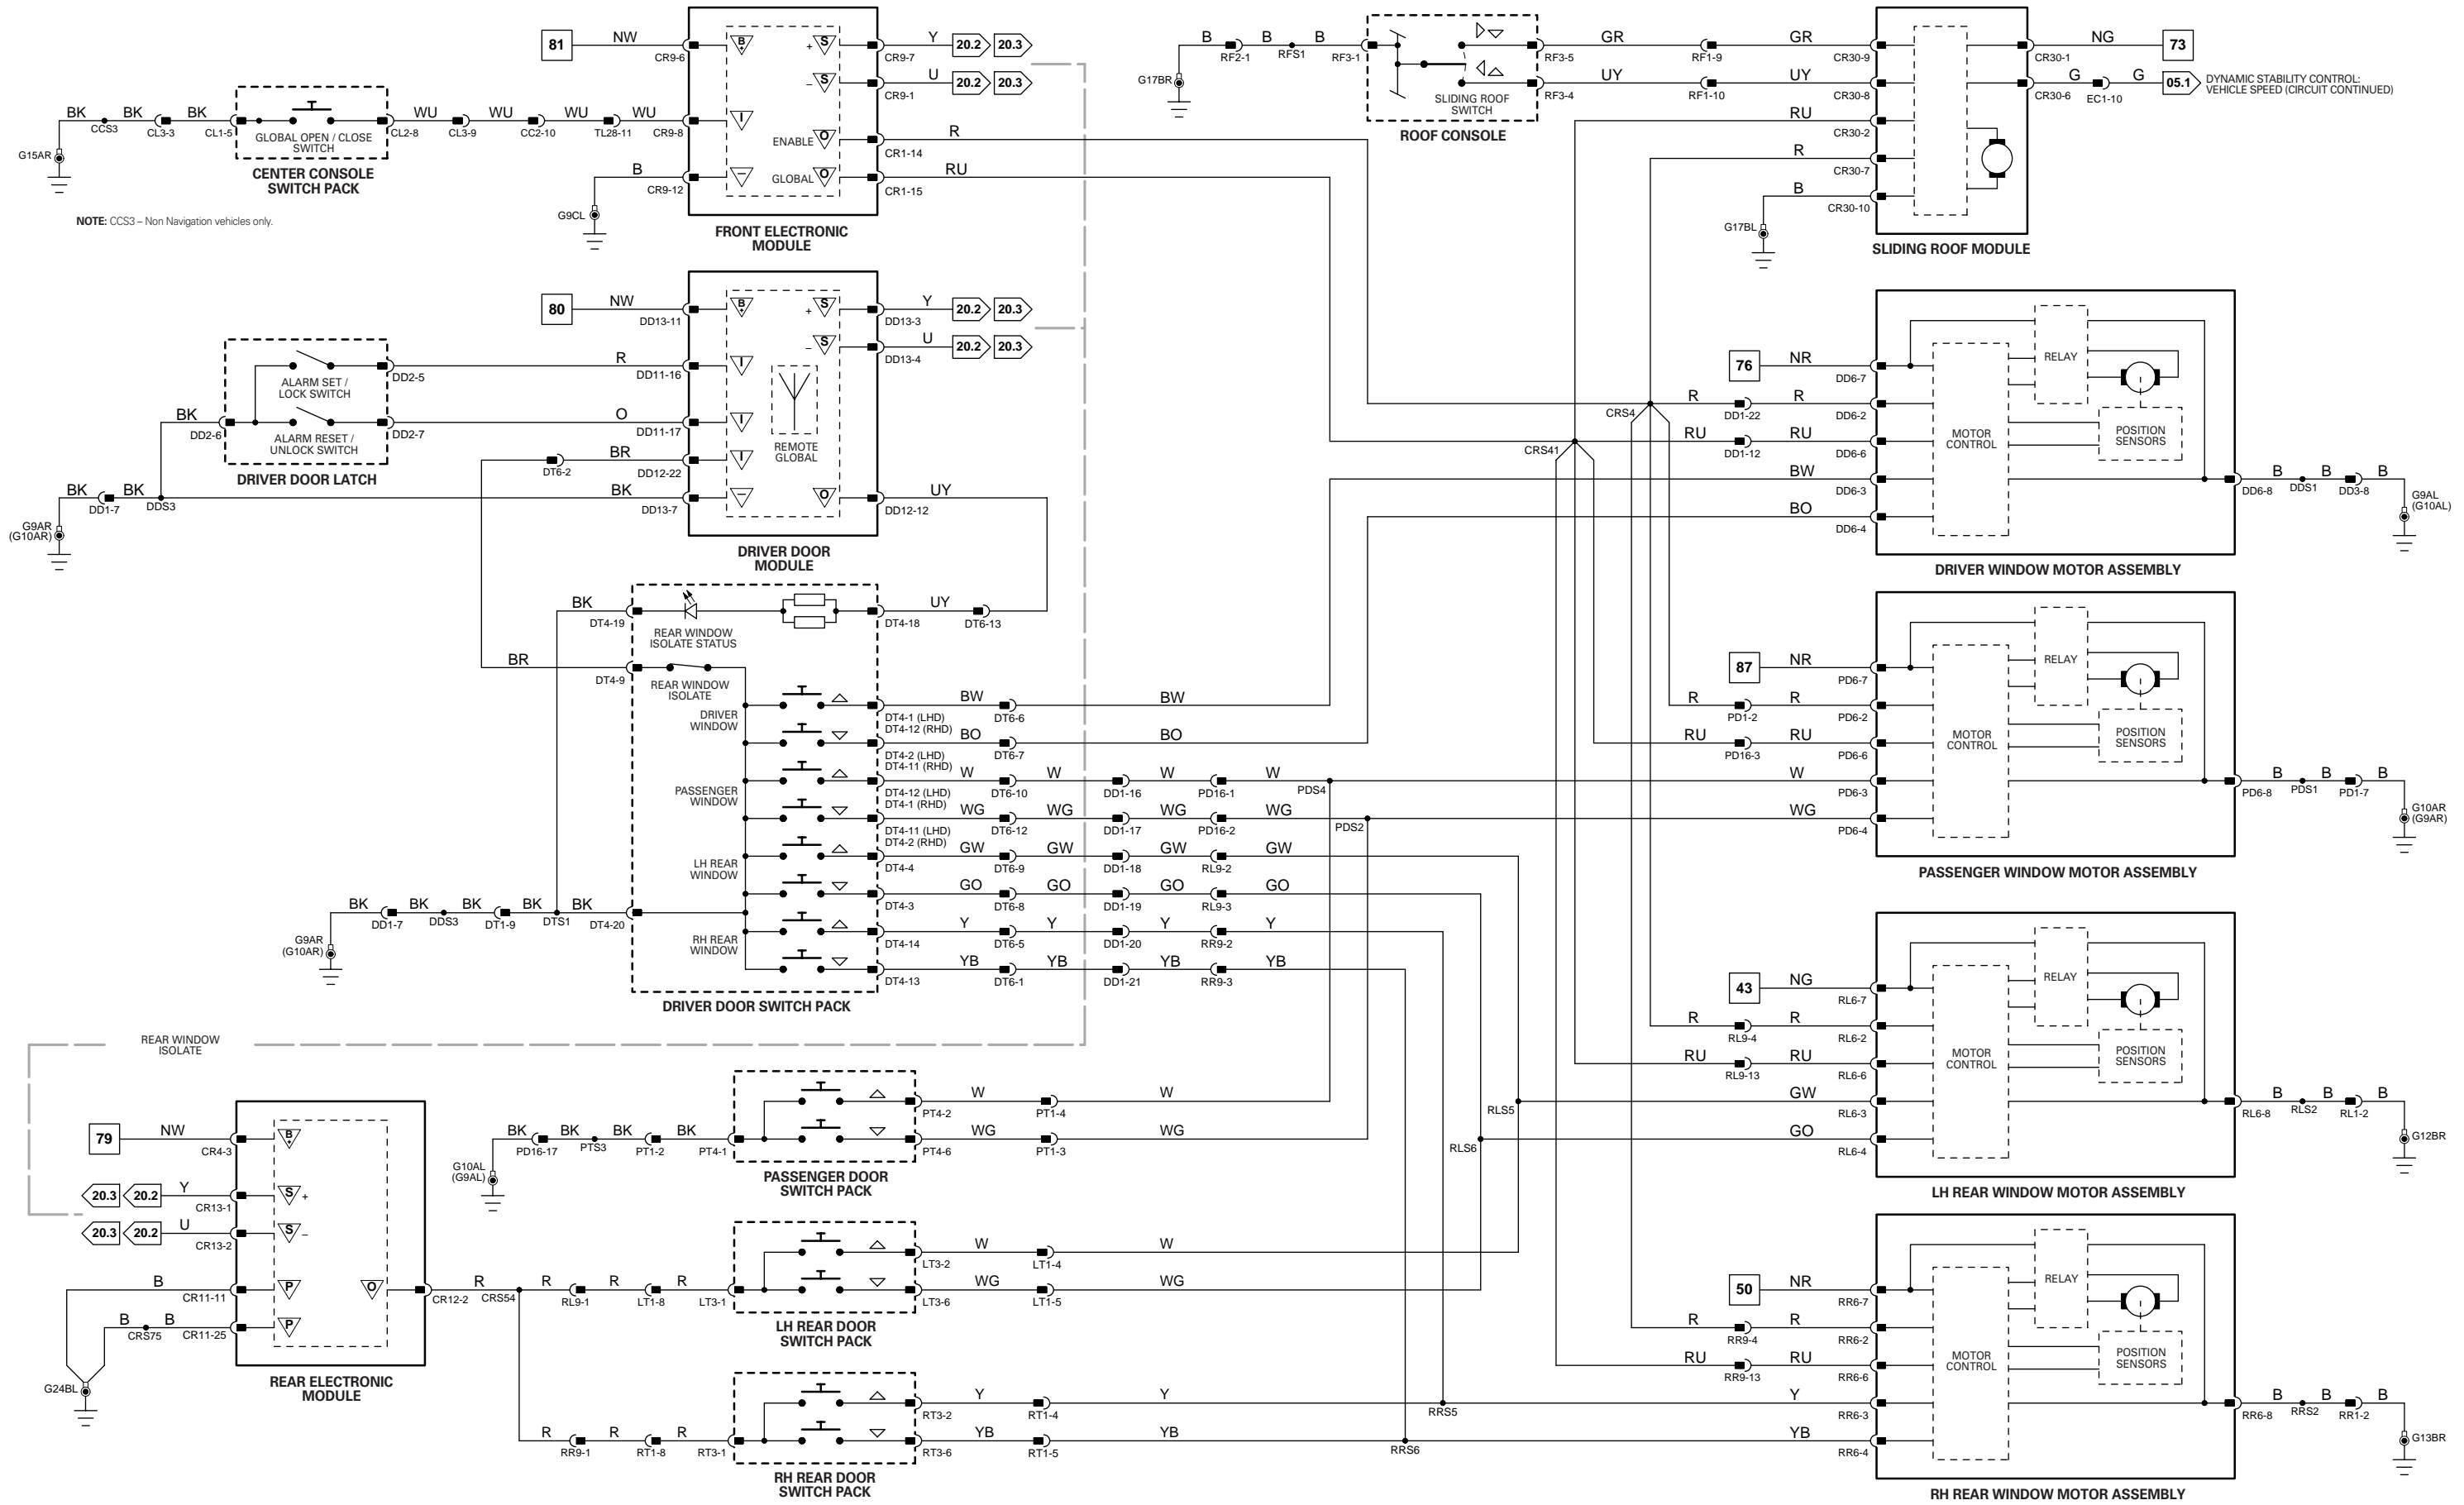 81
NW
CR9-6
B+
+ S
CR9-7
Y
20.2
20.3
– S
CR9-1
U
20.2
20.3
BK
CCS3
BK
CL3-3
BK
CL1-5
GLOBAL OPEN / CLOSE
SWITCH
CL2-8
WU
CL3-9
WU
CC2-10
WU
TL28-11
WU
CR9-8
I
G15AR
CENTER CONSOLE
SWITCH PACK
ENABLE O
CR1-14
R
B
CR9-12
–
GLOBAL O
CR1-15
RU
G9CL
NOTE: CCS3 – Non Navigation vehicles only.
FRONT ELECTRONIC
MODULE
B
RF2-1
B
RFS1
B
RF3-1
G17BR
SLIDING ROOF
SWITCH
ROOF CONSOLE
RF3-5
GR
RF1-9
GR
CR30-9
RF3-4
UY
RF1-10
UY
CR30-8
RU
CR30-2
R
CR30-7
B
CR30-10
G17BL
CR30-1
NG
73
CR30-6
G
EC1-10
G
05.1
DYNAMIC STABILITY CONTROL:
VEHICLE SPEED (CIRCUIT CONTINUED)
SLIDING ROOF MODULE
80
NW
DD13-11
B+
+ S
DD13-3
Y
20.2
20.3
– S
DD13-4
U
20.2
20.3
ALARM SET /
LOCK SWITCH
DD2-5
R
DD11-16
I
BK
DD2-6
ALARM RESET /
UNLOCK SWITCH
DD2-7
O
DD11-17
I
REMOTE
GLOBAL
DRIVER DOOR LATCH
DT6-2
BR
DD12-22
I
BK
DD1-7
BK
DDS3
BK
DD13-7
–
O
DD12-12
UY
G9AR
(G10AR)
DRIVER DOOR
MODULE
BK
DT4-19
REAR WINDOW
ISOLATE STATUS
DT4-18
UY
DT6-13
BR
DT4-9
REAR WINDOW
ISOLATE
DRIVER
WINDOW
DT4-1 (LHD)
DT4-12 (RHD)
BW
DT6-6
BW
DT4-2 (LHD)
DT4-11 (RHD)
BO
DT6-7
BO
PASSENGER
WINDOW
DT4-12 (LHD)
DT4-1 (RHD)
W
DT6-10
W
DD1-16
W
PD16-1
W
PDS4
DT4-11 (LHD)
DT4-2 (RHD)
WG
DT6-12
WG
DD1-17
WG
PD16-2
WG
PDS2
LH REAR
WINDOW
DT4-4
GW
DT6-9
GW
DD1-18
GW
RL9-2
GW
DT4-3
GO
DT6-8
GO
DD1-19
GO
RL9-3
GO
BK
DD1-7
BK
DDS3
BK
DT1-9
BK
DTS1
BK
DT4-20
G9AR
(G10AR)
RH REAR
WINDOW
DT4-14
Y
DT6-5
Y
DD1-20
Y
RR9-2
Y
DT4-13
YB
DT6-1
YB
DD1-21
YB
RR9-3
YB
DRIVER DOOR SWITCH PACK
76
NR
DD6-7
CRS4
R
DD1-22
R
DD6-2
CRS41
RU
DD1-12
RU
DD6-6
BW
DD6-3
BO
DD6-4
MOTOR
CONTROL
RELAY
POSITION
SENSORS
DD6-8
B
DDS1
B
DD3-8
B
G9AL
(G10AL)
DRIVER WINDOW MOTOR ASSEMBLY
87
NR
PD6-7
R
PD1-2
R
PD6-2
RU
PD16-3
RU
PD6-6
W
PD6-3
WG
PD6-4
MOTOR
CONTROL
RELAY
POSITION
SENSORS
PD6-8
B
PDS1
B
PD1-7
B
G10AR
(G9AR)
PASSENGER WINDOW MOTOR ASSEMBLY
43
NG
RL6-7
R
RL9-4
R
RL6-2
RU
RL9-13
RU
RL6-6
RLS5
GW
RL6-3
RLS6
GO
RL6-4
MOTOR
CONTROL
RELAY
POSITION
SENSORS
RL6-8
B
RLS2
B
RL1-2
B
G12BR
LH REAR WINDOW MOTOR ASSEMBLY
REAR WINDOW
ISOLATE
79
NW
CR4-3
B+
20.3
20.2
Y
CR13-1
S +
20.3
20.2
U
CR13-2
S –
B
CR11-11
P
O
CR12-2
R
CRS54
B
CRS75
B
CR11-25
P
G24BL
REAR ELECTRONIC
MODULE
BK
PD16-17
BK
PTS3
BK
PT1-2
BK
PT4-1
G10AL
(G9AL)
PT4-2
W
PT1-4
W
PT4-6
WG
PT1-3
WG
PASSENGER DOOR
SWITCH PACK
R
RL9-1
R
LT1-8
R
LT3-1
LT3-2
W
LT1-4
W
LT3-6
WG
LT1-5
WG
LH REAR DOOR
SWITCH PACK
R
RR9-1
R
RT1-8
R
RT3-1
RT3-2
Y
RT1-4
Y
RRS5
RT3-6
YB
RT1-5
YB
RRS6
RH REAR DOOR
SWITCH PACK
50
NR
RR6-7
R
RR9-4
R
RR6-2
RU
RR9-13
RU
RR6-6
Y
RR6-3
YB
RR6-4
MOTOR
CONTROL
RELAY
POSITION
SENSORS
RR6-8
B
RRS2
B
RR1-2
B
G13BR
RH REAR WINDOW MOTOR ASSEMBLY